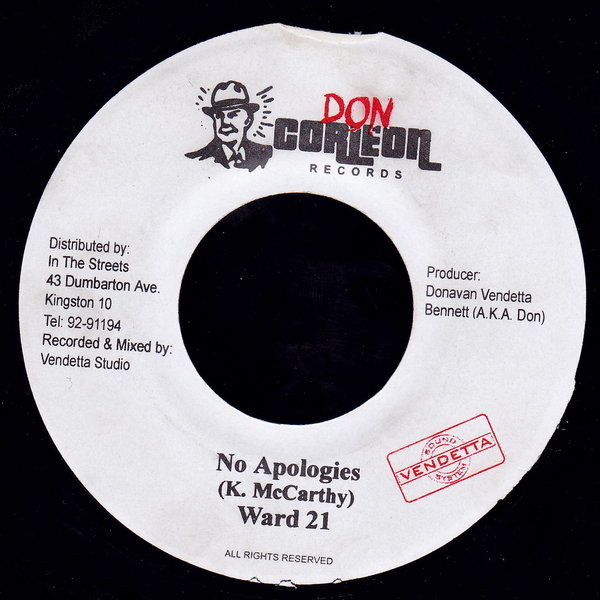 DON
CORLEON
RECORDS
Distributed by:
In The Streets
43 Dumbarton Ave.
Kingston 10
Tel: 92-91194
Recorded & Mixed by:
Vendetta Studio
Producer:
Donavan Vendetta
Bennett (A.K.A. Don)
SOUND
VENDETTA
SYSTEM
No Apologies
(K. McCarthy)
Ward 21
ALL RIGHTS RESERVED